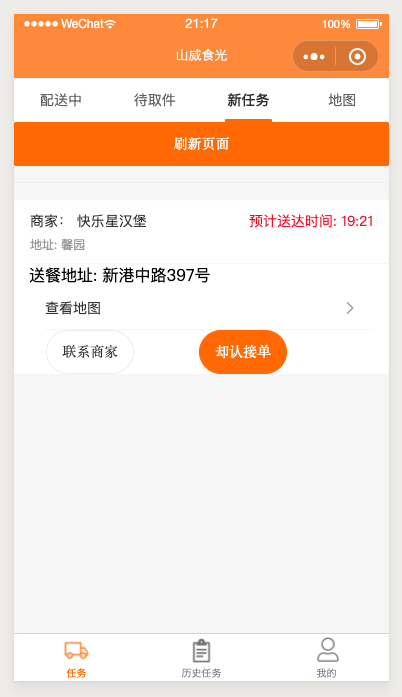 WeChat 21:17 100%
山威食光
配送中 待取件 新任务 地图
刷新页面
商家： 快乐星汉堡 预计送达时间: 19:21
地址: 馨园
送餐地址: 新港中路397号
查看地图
联系商家 却认接单
任务 历史任务 我的